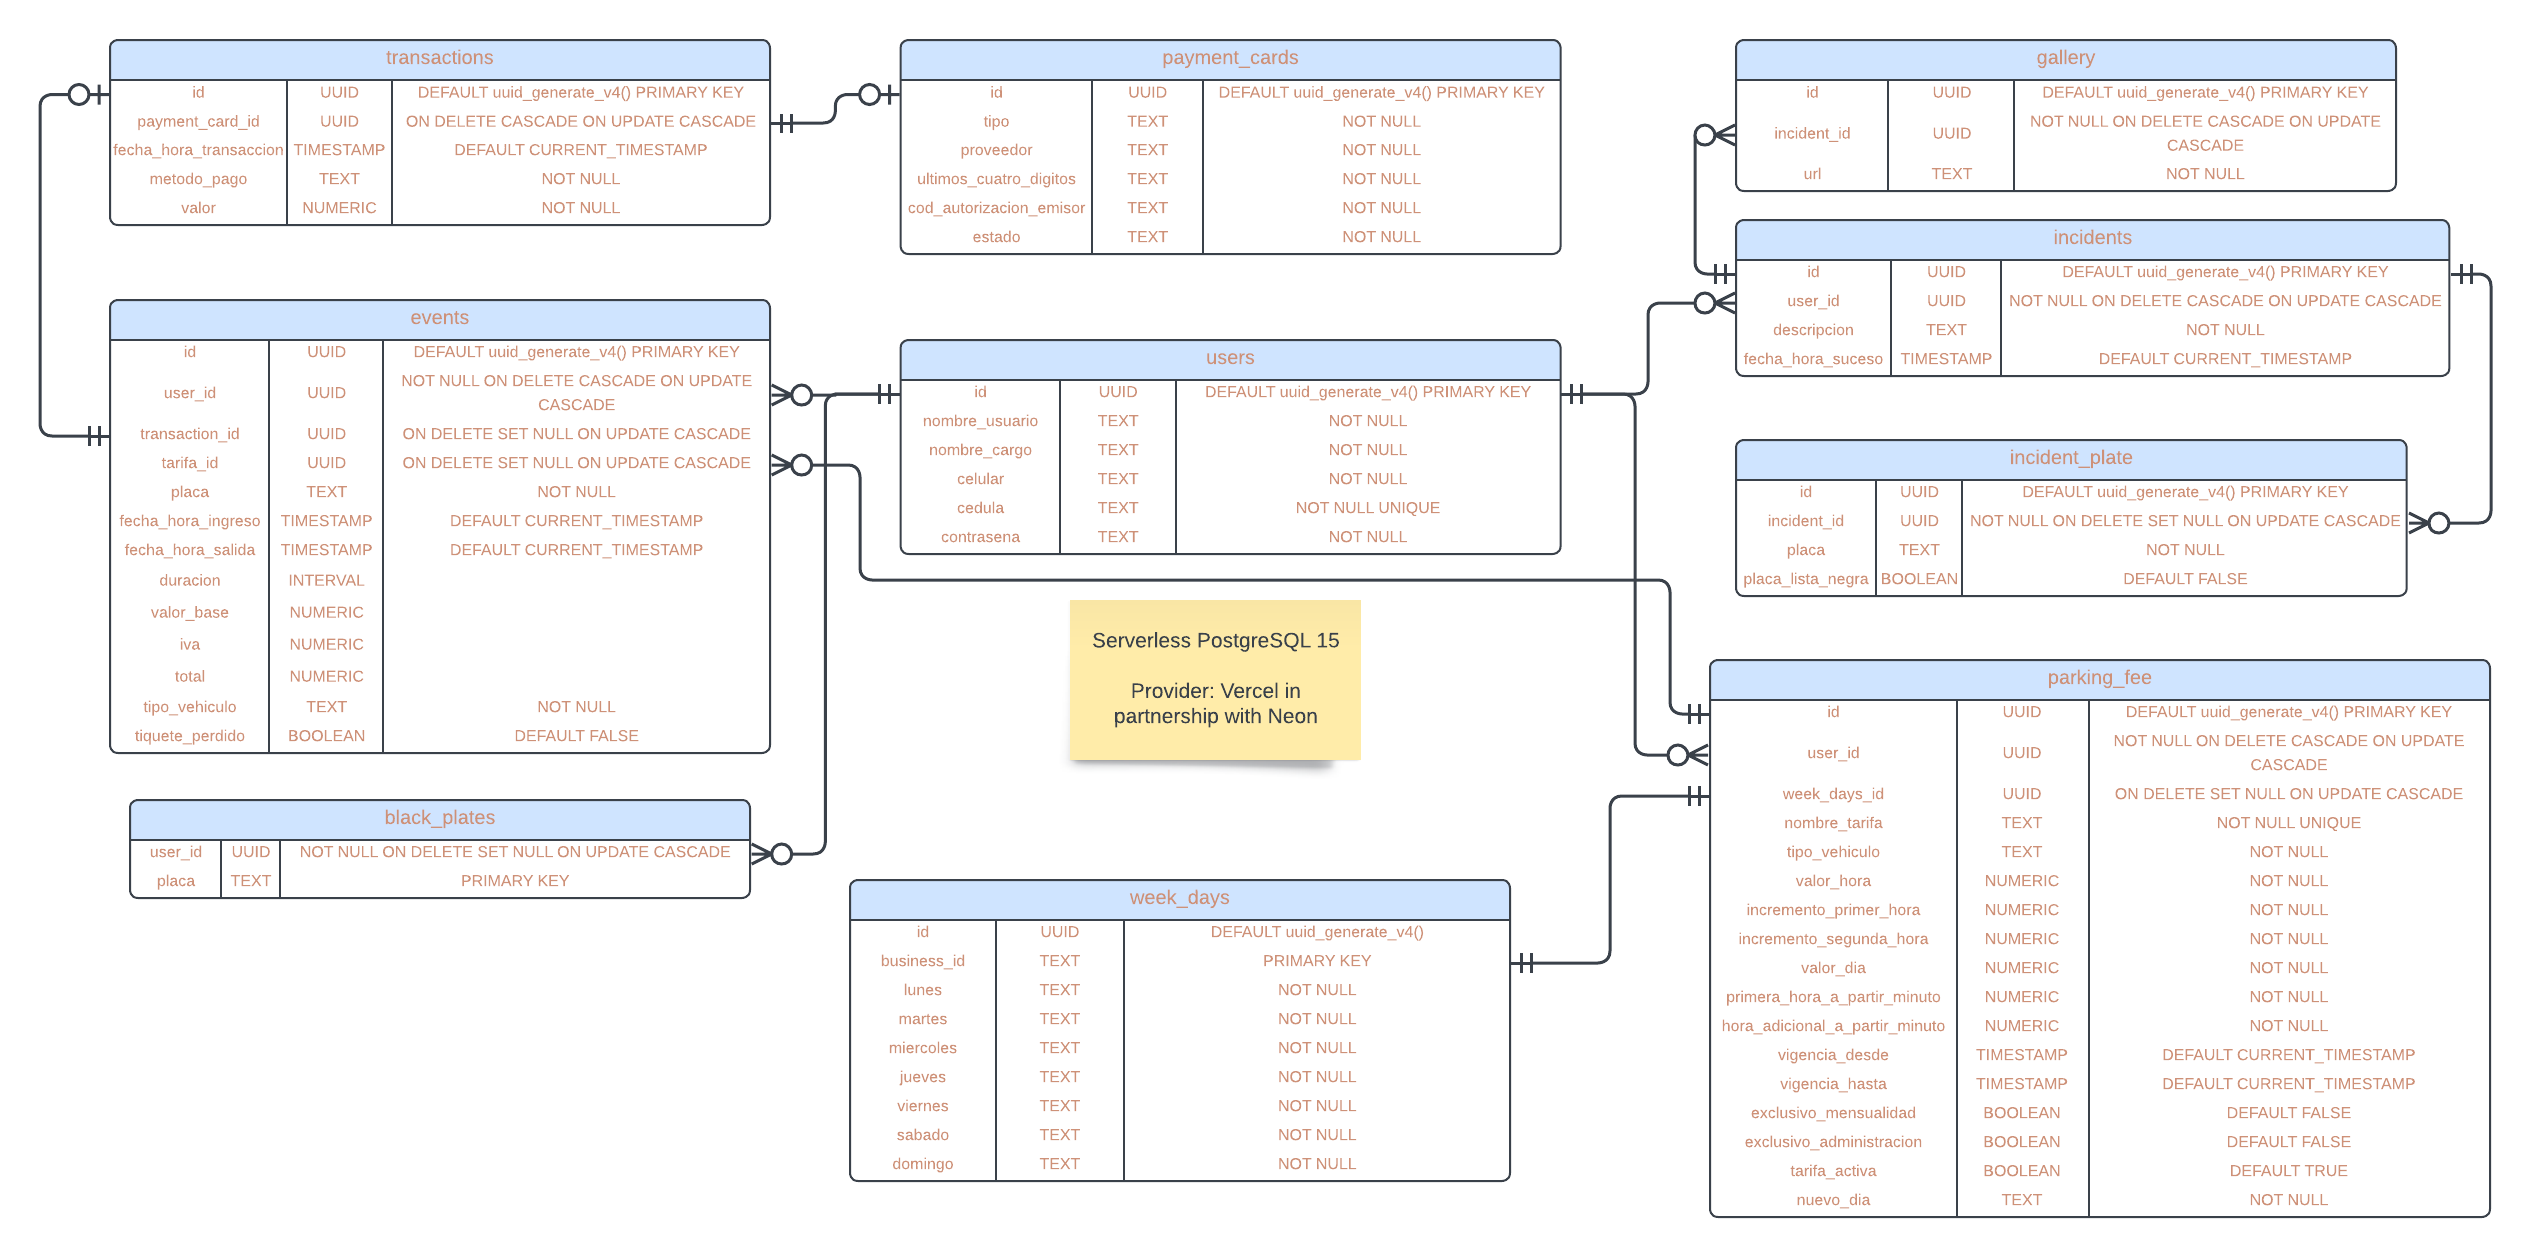 transactions
id UUID DEFAULT uuid_generate_v4() PRIMARY KEY
payment_card_id UUID ON DELETE CASCADE ON UPDATE CASCADE
fecha_hora_transaccion TIMESTAMP DEFAULT CURRENT_TIMESTAMP
metodo_pago TEXT NOT NULL
valor NUMERIC NOT NULL
payment_cards
id UUID DEFAULT uuid_generate_v4() PRIMARY KEY
tipo TEXT NOT NULL
proveedor TEXT NOT NULL
ultimos_cuatro_digitos TEXT NOT NULL
cod_autorizacion_emisor TEXT NOT NULL
estado TEXT NOT NULL
gallery
id UUID DEFAULT uuid_generate_v4() PRIMARY KEY
incident_id UUID NOT NULL ON DELETE CASCADE ON UPDATE
CASCADE
url TEXT NOT NULL
incidents
id UUID DEFAULT uuid_generate_v4() PRIMARY KEY
user_id UUID NOT NULL ON DELETE CASCADE ON UPDATE CASCADE
descripcion TEXT NOT NULL
fecha_hora_suceso TIMESTAMP DEFAULT CURRENT_TIMESTAMP
events
id UUID DEFAULT uuid_generate_v4() PRIMARY KEY
user_id UUID NOT NULL ON DELETE CASCADE ON UPDATE
CASCADE
transaction_id UUID ON DELETE SET NULL ON UPDATE CASCADE
tarifa_id UUID ON DELETE SET NULL ON UPDATE CASCADE
placa TEXT NOT NULL
fecha_hora_ingreso TIMESTAMP DEFAULT CURRENT_TIMESTAMP
fecha_hora_salida TIMESTAMP DEFAULT CURRENT_TIMESTAMP
duracion INTERVAL
valor_base NUMERIC
iva NUMERIC
total NUMERIC
tipo_vehiculo TEXT NOT NULL
tiquete_perdido BOOLEAN DEFAULT FALSE
users
id UUID DEFAULT uuid_generate_v4() PRIMARY KEY
nombre_usuario TEXT NOT NULL
nombre_cargo TEXT NOT NULL
celular TEXT NOT NULL
cedula TEXT NOT NULL UNIQUE
contrasena TEXT NOT NULL
incident_plate
id UUID DEFAULT uuid_generate_v4() PRIMARY KEY
incident_id UUID NOT NULL ON DELETE SET NULL ON UPDATE CASCADE
placa TEXT NOT NULL
placa_lista_negra BOOLEAN DEFAULT FALSE
Serverless PostgreSQL 15
Provider: Vercel in
partnership with Neon
parking_fee
id UUID DEFAULT uuid_generate_v4() PRIMARY KEY
user_id UUID NOT NULL ON DELETE CASCADE ON UPDATE
CASCADE
week_days_id UUID ON DELETE SET NULL ON UPDATE CASCADE
nombre_tarifa TEXT NOT NULL UNIQUE
tipo_vehiculo TEXT NOT NULL
valor_hora NUMERIC NOT NULL
incremento_primer_hora NUMERIC NOT NULL
incremento_segunda_hora NUMERIC NOT NULL
valor_dia NUMERIC NOT NULL
primera_hora_a_partir_minuto NUMERIC NOT NULL
hora_adicional_a_partir_minuto NUMERIC NOT NULL
vigencia_desde TIMESTAMP DEFAULT CURRENT_TIMESTAMP
vigencia_hasta TIMESTAMP DEFAULT CURRENT_TIMESTAMP
exclusivo_mensualidad BOOLEAN DEFAULT FALSE
exclusivo_administracion BOOLEAN DEFAULT FALSE
tarifa_activa BOOLEAN DEFAULT TRUE
nuevo_dia TEXT NOT NULL
black_plates
user_id UUID NOT NULL ON DELETE SET NULL ON UPDATE CASCADE
placa TEXT PRIMARY KEY
week_days
id UUID DEFAULT uuid_generate_v4()
business_id TEXT PRIMARY KEY
lunes TEXT NOT NULL
martes TEXT NOT NULL
miercoles TEXT NOT NULL
jueves TEXT NOT NULL
viernes TEXT NOT NULL
sabado TEXT NOT NULL
domingo TEXT NOT NULL